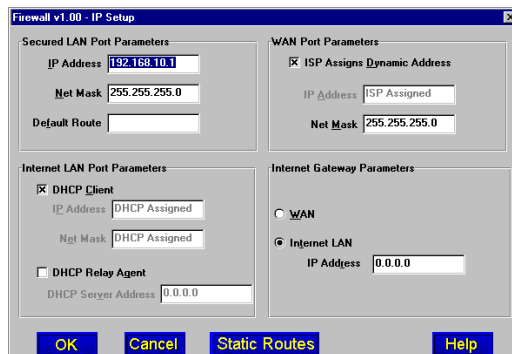 Firewall v1.00 - IP Setup
Secured LAN Port Parameters
IP Address 192.168.10.1
Net Mask 255.255.255.0
Default Route
WAN Port Parameters
ISP Assigns Dynamic Address
IP Address ISP Assigned
Net Mask 255.255.255.0
Internet LAN Port Parameters
DHCP Client
IP Address DHCP Assigned
Net Mask DHCP Assigned
DHCP Relay Agent
DHCP Server Address 0.0.0.0
Internet Gateway Parameters
WAN
Internet LAN
IP Address 0.0.0.0
OK Cancel Static Routes Help